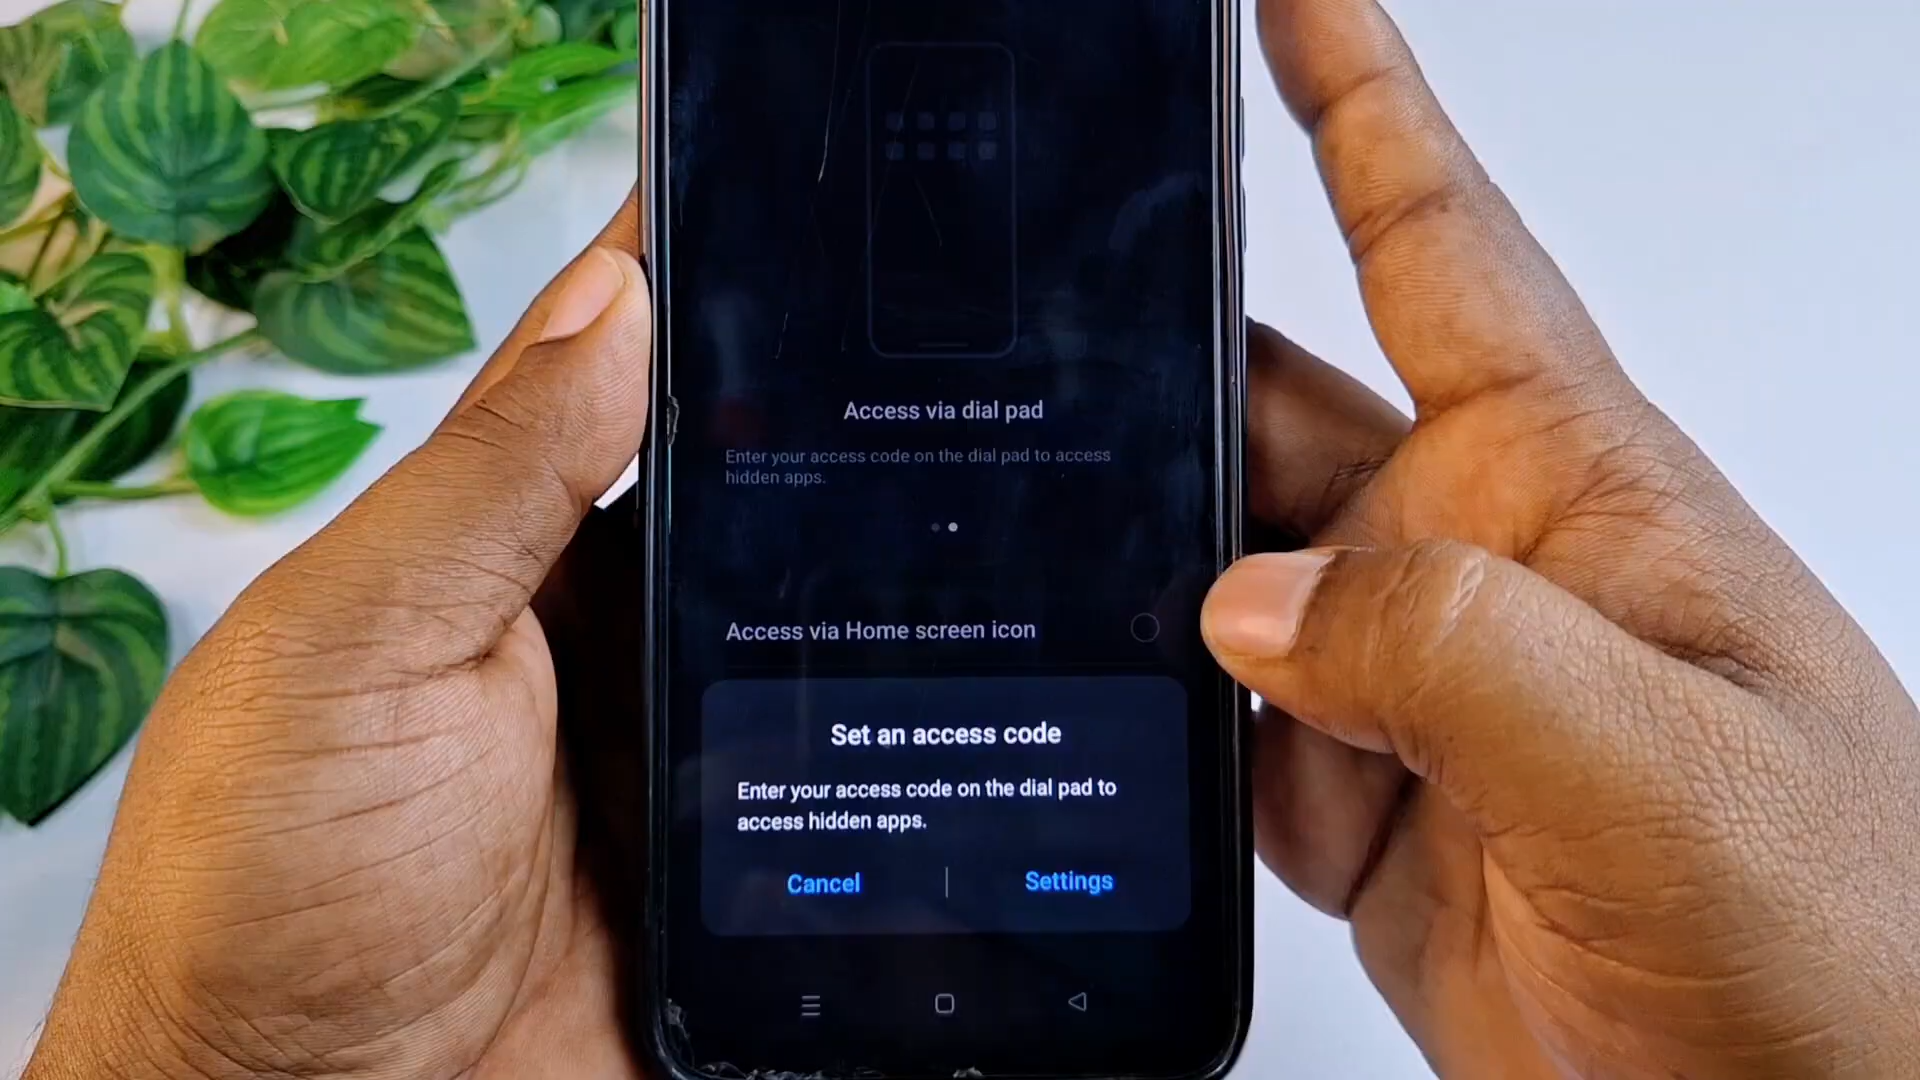 Access via dial pad
Enter your access code on the dial pad to access
hidden apps.
Access via Home screen icon
Set an access code
Enter your access code on the dial pad to
access hidden apps.
Cancel | Settings